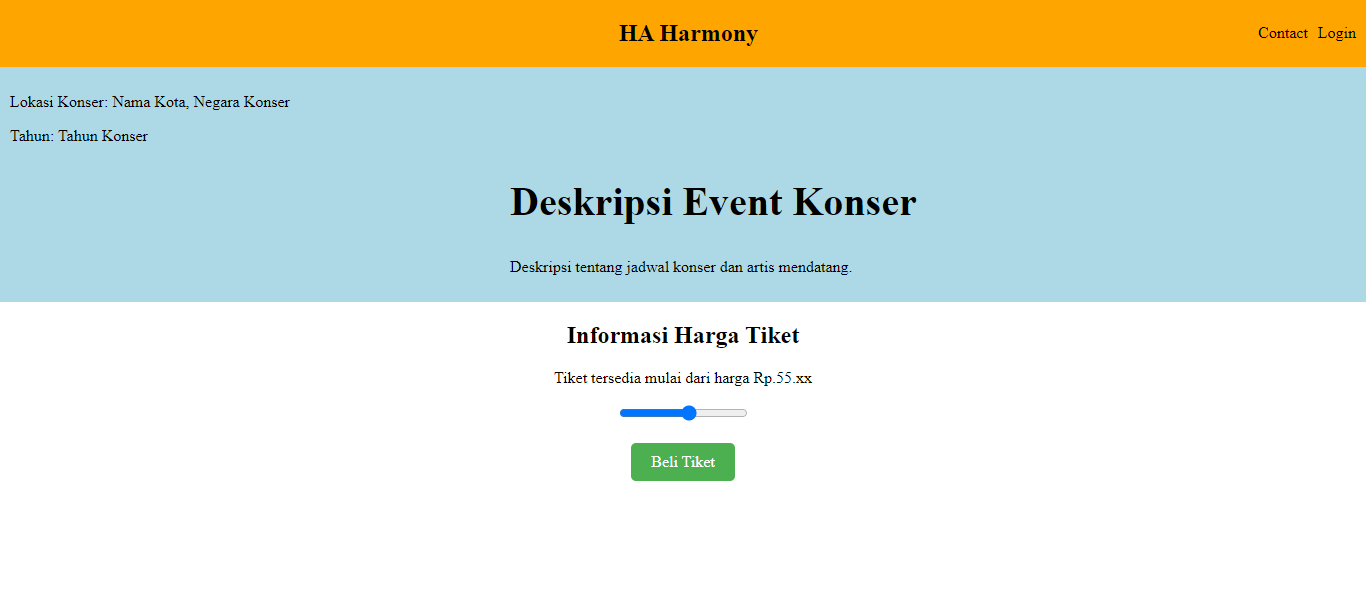 HA Harmony
Contact Login
Lokasi Konser: Nama Kota, Negara Konser
Tahun: Tahun Konser
Deskripsi Event Konser
Deskripsi tentang jadwal konser dan artis mendatang.
Informasi Harga Tiket
Tiket tersedia mulai dari harga Rp.55.xx
Beli Tiket